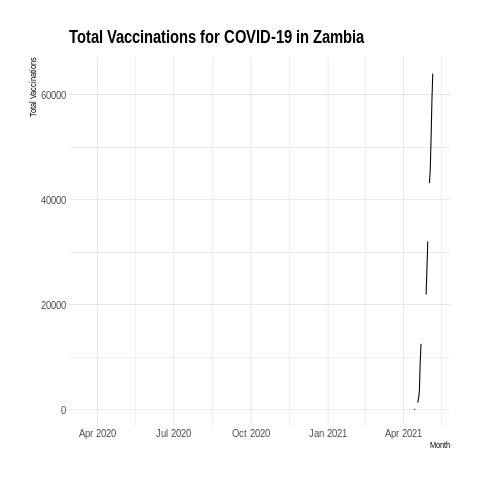 Total Vaccinations for COVID-19 in Zambia
Total Vaccinations
60000
40000
20000
0
Apr 2020 Jul 2020 Oct 2020 Jan 2021 Apr 2021
Month